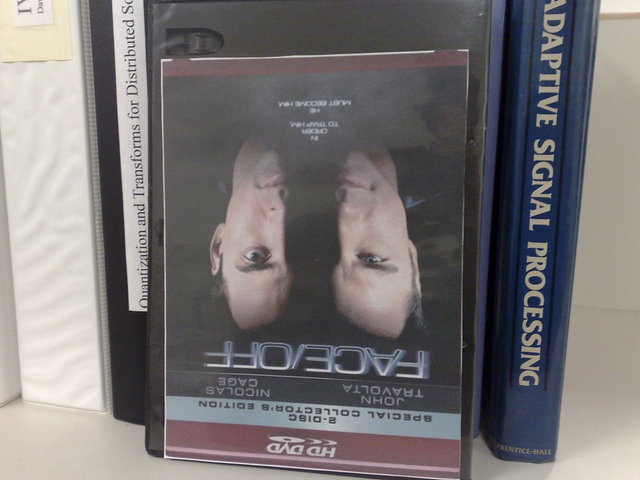 Quantization and Transforms for Distributed
HD DVD
2-DISC
SPECIAL COLLECTOR'S EDITION
JOHN
TRAVOLTA
NICOLAS
CAGE
FACE/OFF
IN
ORDER
TO TRAP HIM,
HE
MUST BECOME HIM.
ADAPTIVE SIGNAL PROCESSING
PRENTICE-HALL